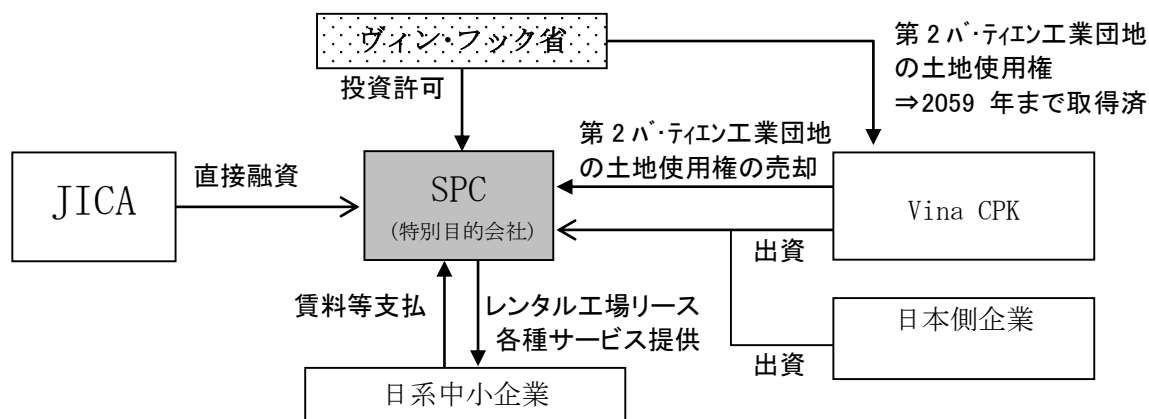 ヴィン・フック省
第2バ・ティエン工業団地
の土地使用権
⇒2059 年まで取得済
投資許可
第2バ・ティエン工業団地
の土地使用権の売却
JICA
直接融資
SPC
(特別目的会社)
Vina CPK
出資
賃料等支払
レンタル工場リース
各種サービス提供
日本側企業
出資
日系中小企業